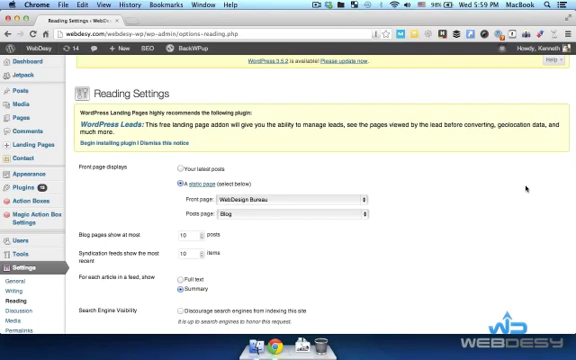 Chrome File Edit View History Bookmarks Window Help
98% Wed 5:59 PM MacBook
Reading Settings ‹ WebDes
webdesy.com/webdesy-wp/wp-admin/options-reading.php
WebDesy 14 + New SEO BackWPup Howdy, Kennath
WordPress 3.5.2 is available! Please update now.
Help
Dashboard
Jetpack
Posts
Media
Pages
Comments
Landing Pages
Contact
Appearance
Plugins
Action Boxes
Magic Action Box
Settings
Users
Tools
Settings
General
Writing
Reading
Discussion
Media
Permalinks
Reading Settings
WordPress Landing Pages highly recommends the following plugin:
WordPress Leads: This free landing page addon will give you the ability to manage leads, see the pages viewed by the lead before converting, geolocation data, and
much more.
Begin installing plugin | Dismiss this notice
Front page displays
Your latest posts
A static page (select below)
Front page: WebDesign Bureau
Posts page: Blog
Blog pages show at most 10 posts
Syndication feeds show the most
recent 10 items
For each article in a feed, show
Full text
Summary
Search Engine Visibility
Discourage search engines from indexing this site
It is up to search engines to honor this request.
WEBDESY